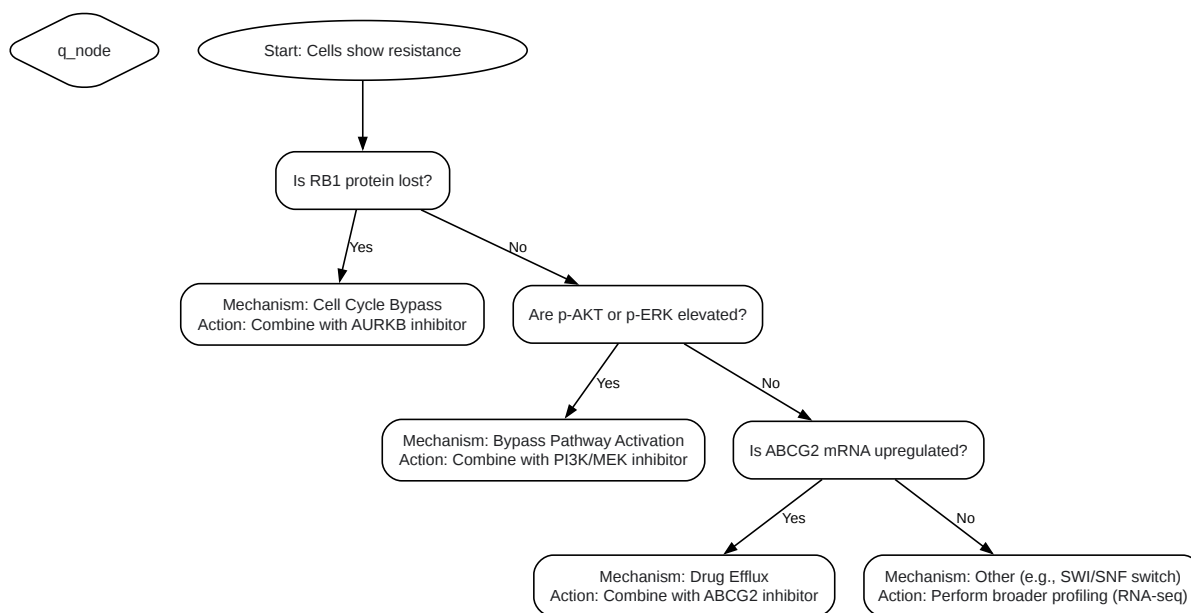 q_node
Start: Cells show resistance
Is RB1 protein lost?
Yes
No
Mechanism: Cell Cycle Bypass
Action: Combine with AURKB inhibitor
Are p-AKT or p-ERK elevated?
Yes
No
Mechanism: Bypass Pathway Activation
Action: Combine with PI3K/MEK inhibitor
Is ABCG2 mRNA upregulated?
Yes
No
Mechanism: Drug Efflux
Action: Combine with ABCG2 inhibitor
Mechanism: Other (e.g., SWI/SNF switch)
Action: Perform broader profiling (RNA-seq)